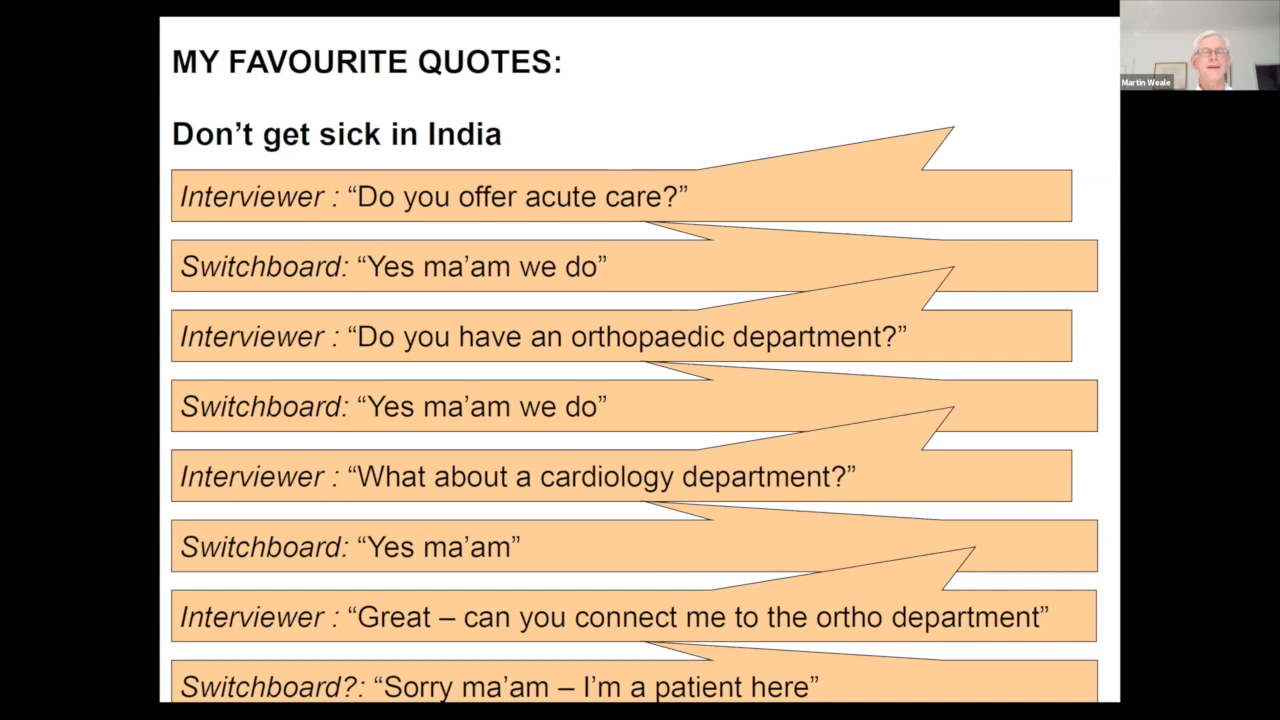 MY FAVOURITE QUOTES:
Martin Weale
Don’t get sick in India
Interviewer : “Do you offer acute care?”
Switchboard: “Yes ma’am we do”
Interviewer : “Do you have an orthopaedic department?”
Switchboard: “Yes ma’am we do”
Interviewer : “What about a cardiology department?”
Switchboard: “Yes ma’am”
Interviewer : “Great – can you connect me to the ortho department”
Switchboard?: “Sorry ma’am – I’m a patient here”